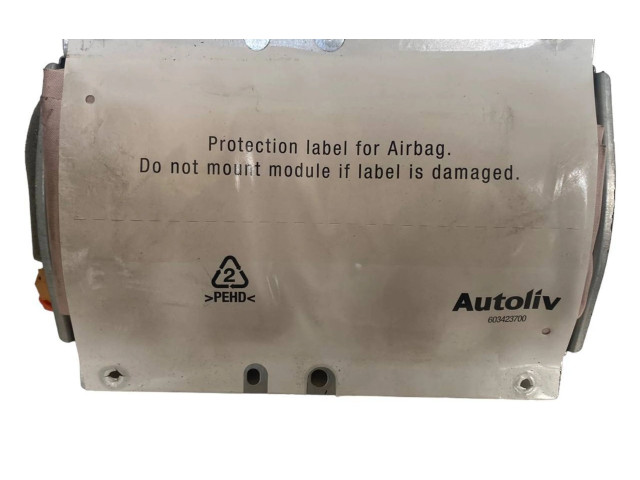 Protection label for Airbag.
Do not mount module if label is damaged.
2
>PEHD<
Autoliv
603423700